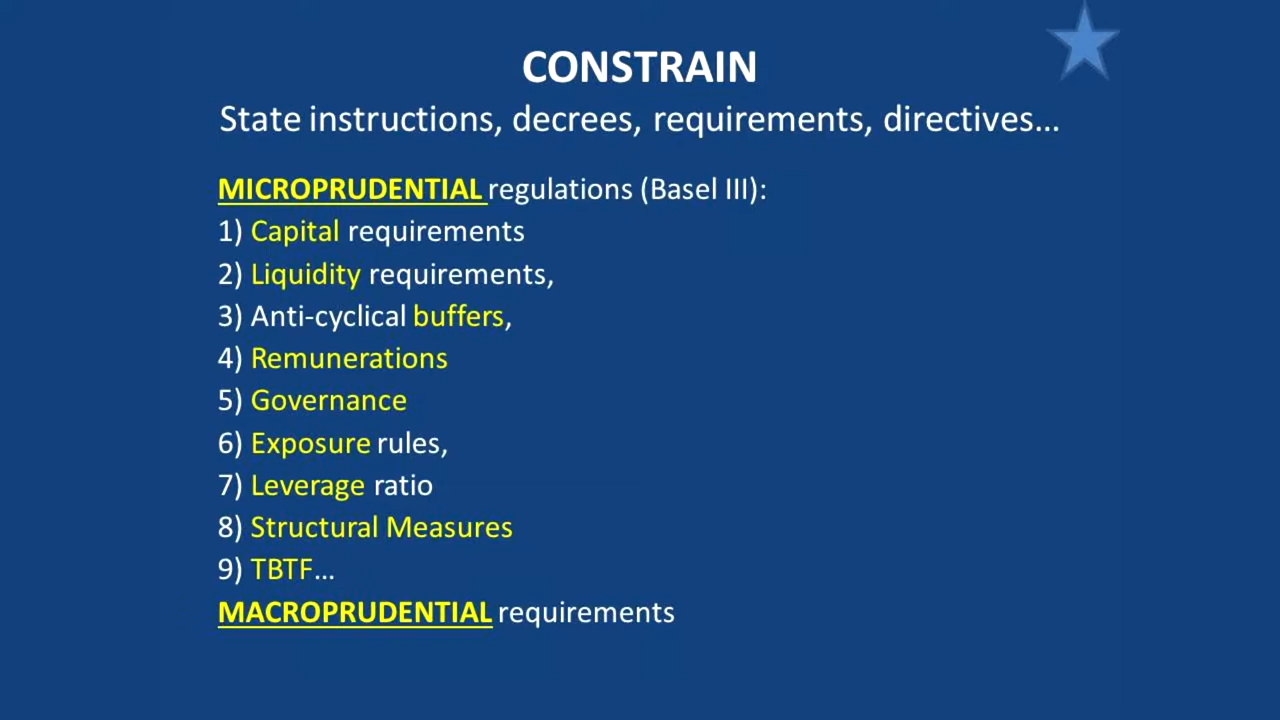 CONSTRAIN
State instructions, decrees, requirements, directives…
MICROPRUDENTIAL regulations (Basel III):
1) Capital requirements
2) Liquidity requirements,
3) Anti-cyclical buffers,
4) Remunerations
5) Governance
6) Exposure rules,
7) Leverage ratio
8) Structural Measures
9) TBTF…
MACROPRUDENTIAL requirements